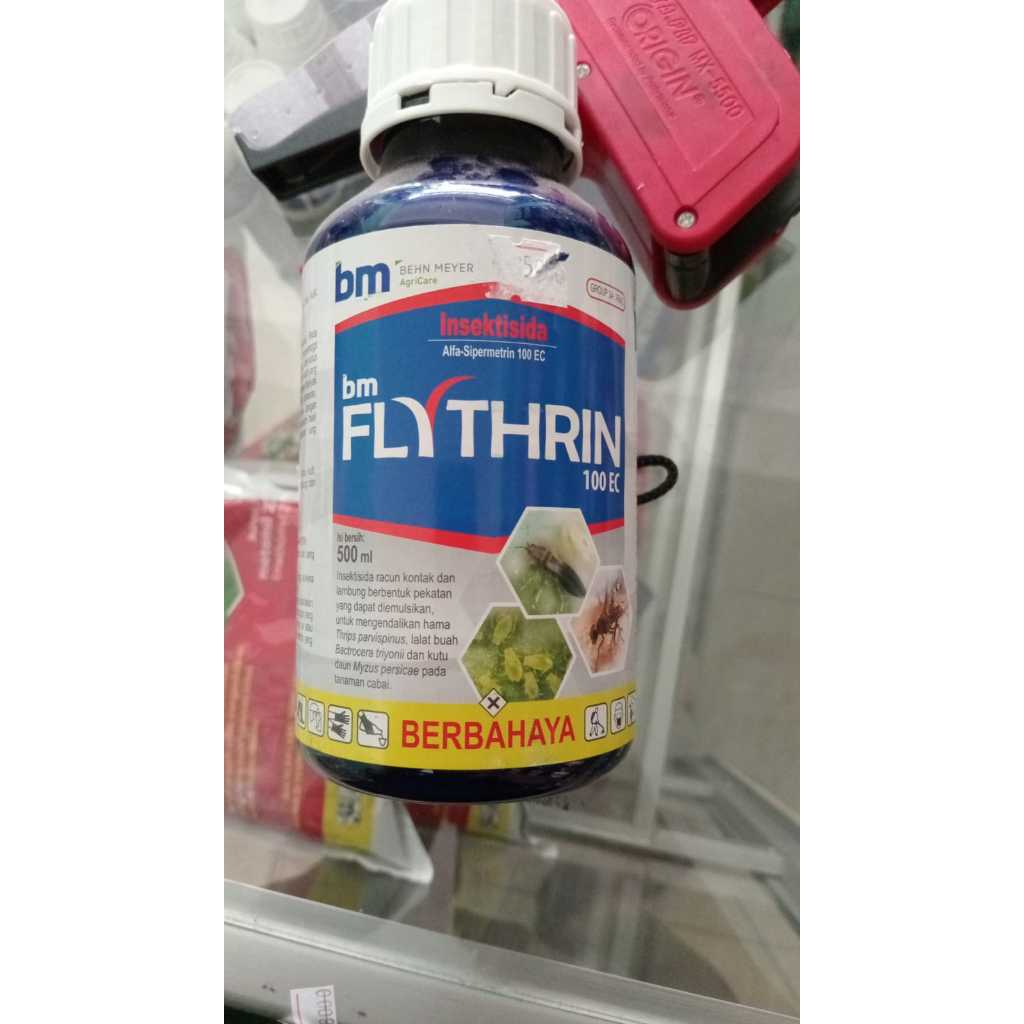 ORIGIN®
MX-5500
bm
BEHN MEYER
AgriCare
Insektisida
Alfa-Sipermetrin 100 EC
bm
FLYTHRIN
100 EC
Isi bersih:
500 ml
Insektisida racun kontak dan
lambung berbentuk pekatan
yang dapat diemulsikan,
untuk mengendalikan hama
Thrips parvispinus, lalat buah
Bactrocera tryonii dan kutu
daun Myzus persicae pada
tanaman cabai.
BERBAHAYA